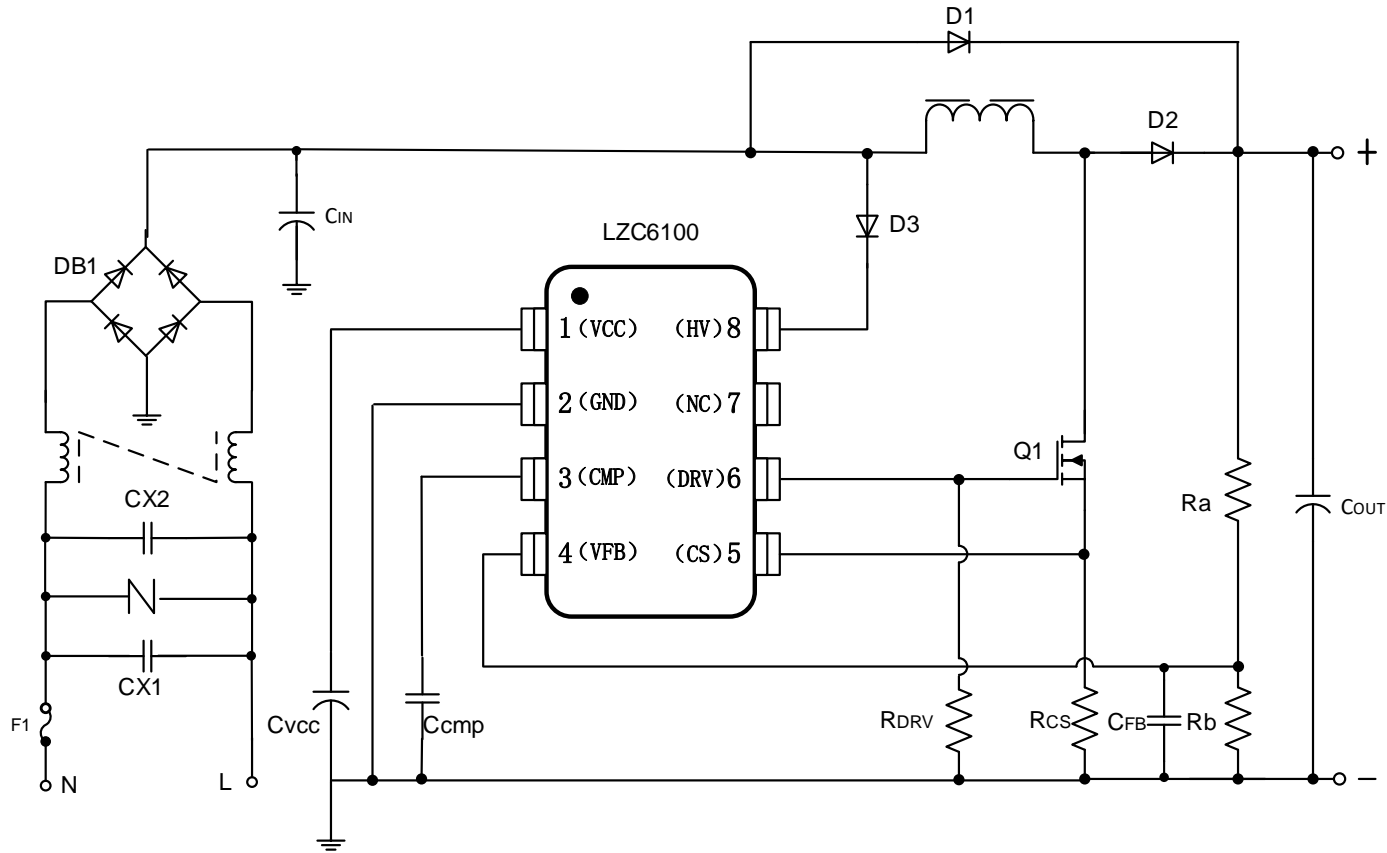 D1
D2
CIN
D3
LZC6100
DB1
1(VCC)
(HV)8
2(GND)
(NC)7
3(CMP)
(DRV)6
4(VFB)
(CS)5
Q1
Ra
COUT
CX2
CX1
F1
N
L
Cvcc
Ccmp
RDRV
RCS
CFB
Rb
+
−